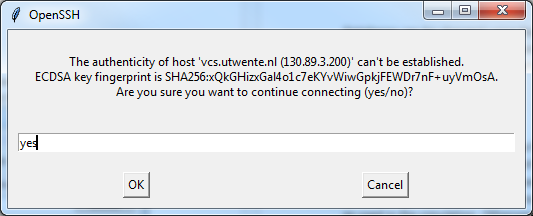 OpenSSH
The authenticity of host 'vcs.utwente.nl (130.89.3.200)' can't be established.
ECDSA key fingerprint is SHA256:xQkGHizxGal4o1c7eKYvWiwGpkjFEWDr7nF+uyVmOsA.
Are you sure you want to continue connecting (yes/no)?
yes
OK
Cancel